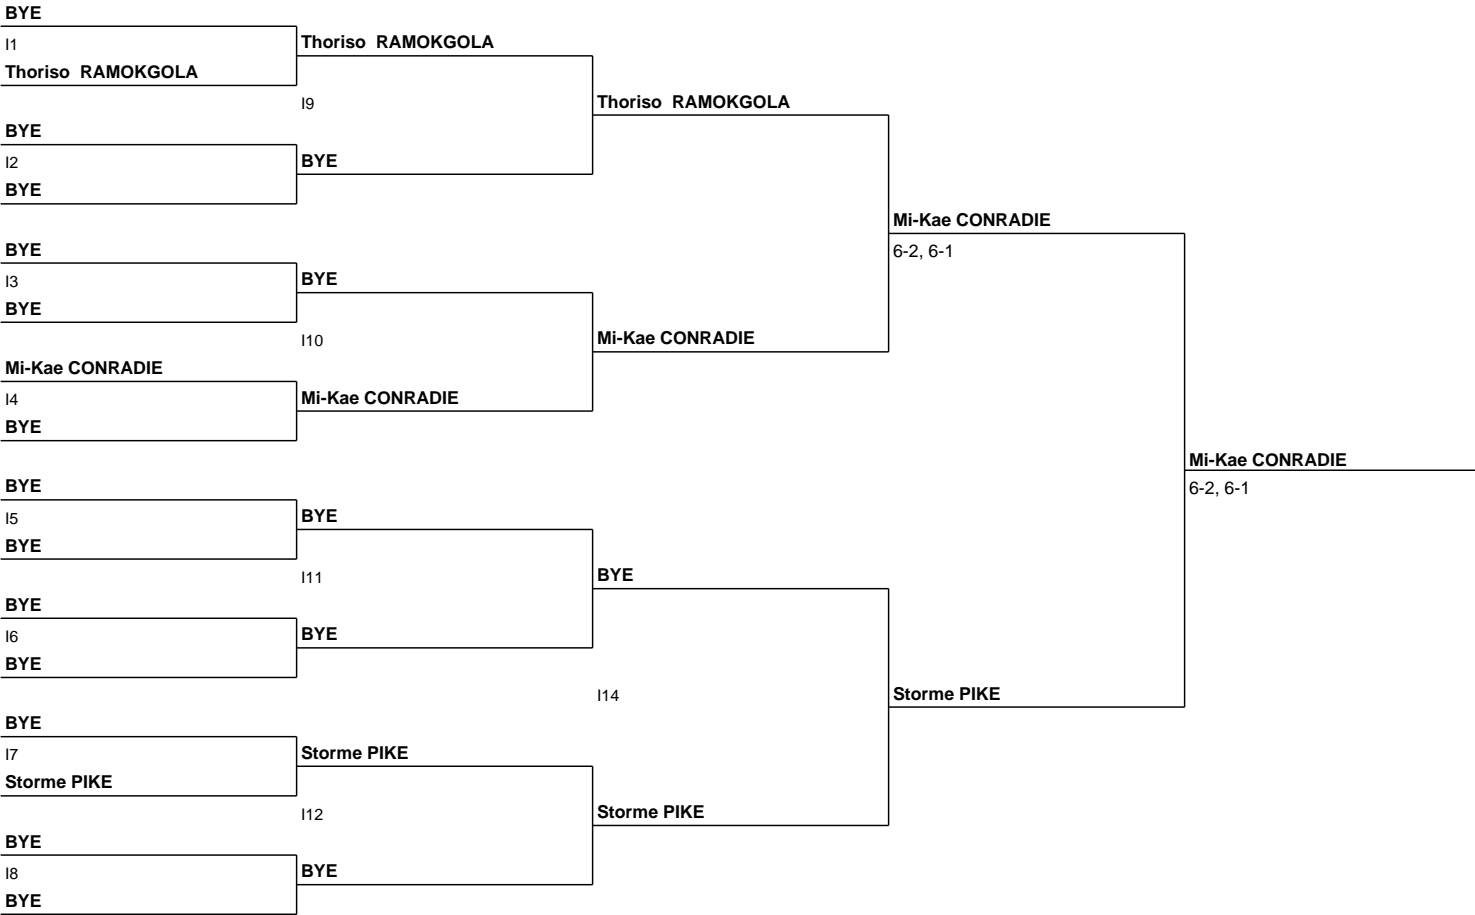 BYE
I1
Thoriso  RAMOKGOLA
BYE
I2
BYE
BYE
I3
BYE
Mi-Kae CONRADIE
I4
BYE
BYE
I5
BYE
BYE
I6
BYE
BYE
I7
Storme PIKE
BYE
I8
BYE
Thoriso  RAMOKGOLA
I9
BYE
BYE
I10
Mi-Kae CONRADIE
BYE
I11
BYE
Storme PIKE
I12
BYE
Thoriso  RAMOKGOLA
Mi-Kae CONRADIE
BYE
I14
Storme PIKE
Mi-Kae CONRADIE
6-2, 6-1
Storme PIKE
Mi-Kae CONRADIE
6-2, 6-1